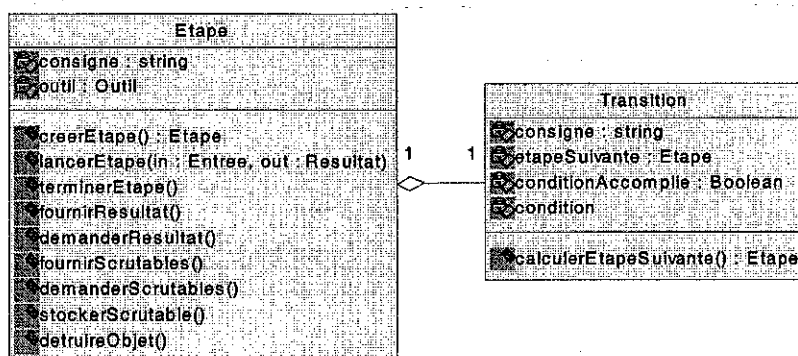 Etape
consigne : string
outil : Outil
creerEtape() : Etape
lancerEtape(in : Entree, out : Resultat)
terminerEtape()
fournirResultat()
demanderResultat()
fournirScrutables()
demanderScrutables()
stockerScrutable()
detruireObjet()
1
1
Transition
consigne : string
etapeSuivante : Etape
conditionAccomplie : Boolean
condition
calculerEtapeSuivante() : Etape